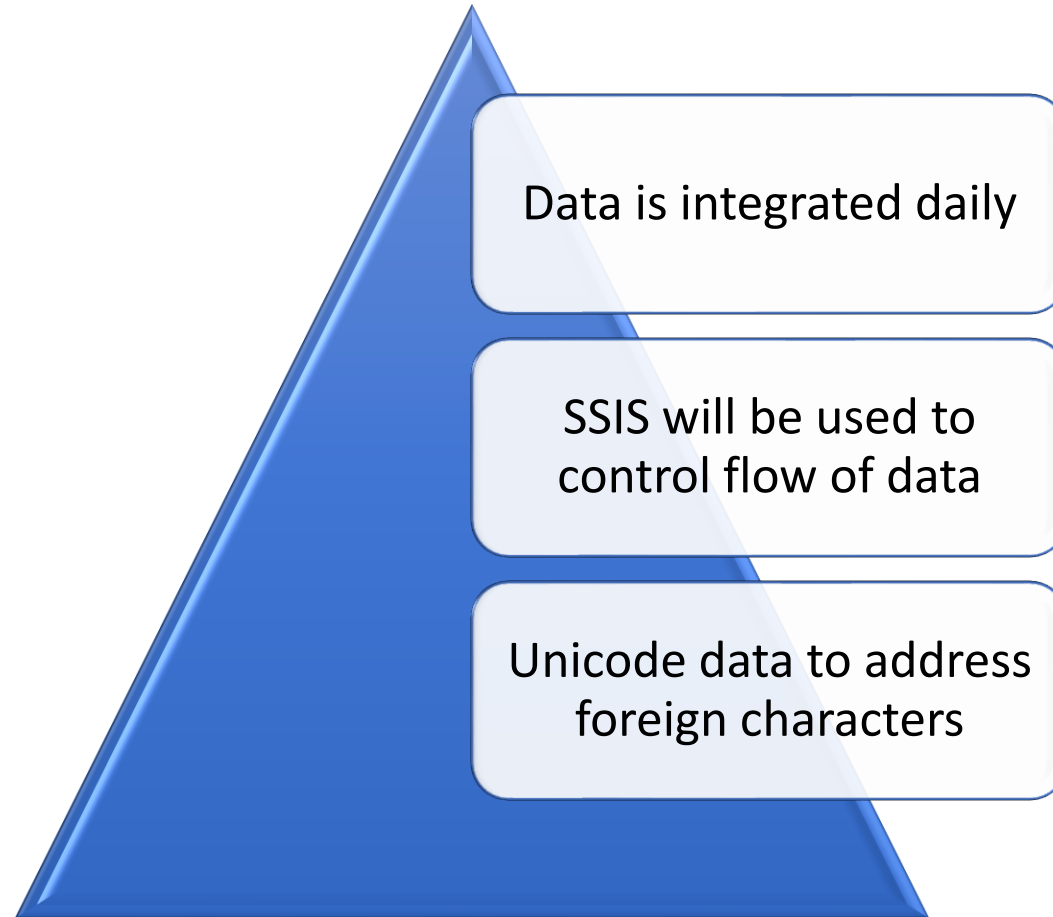 Data is integrated daily
SSIS will be used to
control flow of data
Unicode data to address
foreign characters